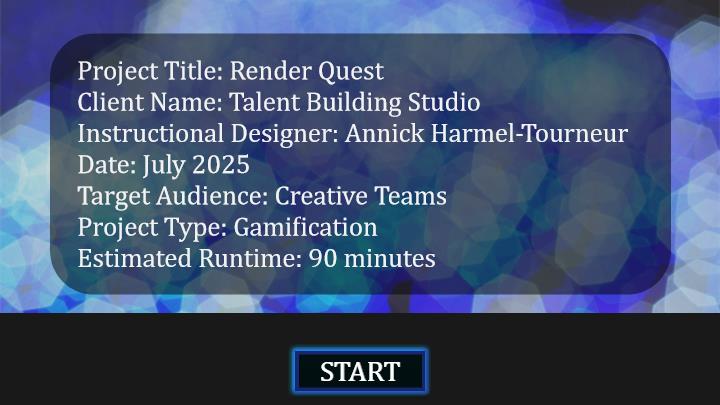 Project Title: Render Quest
Client Name: Talent Building Studio
Instructional Designer: Annick Harmel-Tourneur
Date: July 2025
Target Audience: Creative Teams
Project Type: Gamification
Estimated Runtime: 90 minutes
START